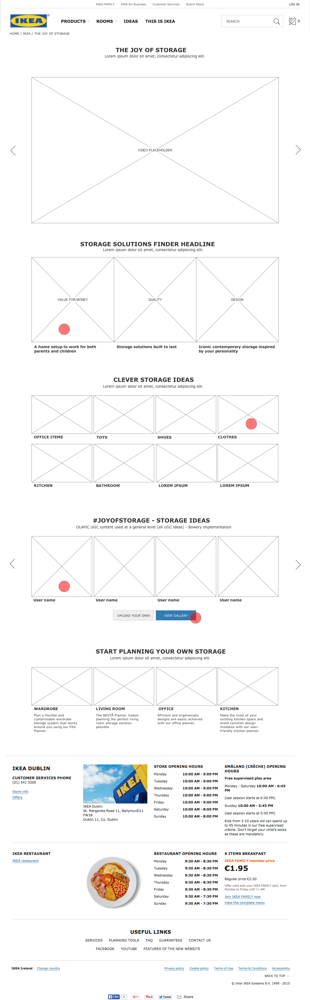 IKEA FAMILY IKEA for Business Customer Services Dublin Store LOG IN
IKEA ® PRODUCTS ROOMS IDEAS THIS IS IKEA SEARCH 0
HOME / IKEA / THE JOY OF STORAGE
THE JOY OF STORAGE
Lorem ipsum dolor sit amet, consectetur adipiscing elit.
VIDEO PLACEHOLDER
STORAGE SOLUTIONS FINDER HEADLINE
Lorem ipsum dolor sit amet, consectetur adipiscing elit.
VALUE FOR MONEY QUALITY DESIGN
A home setup to work for both
parents and children
Storage solutions built to last
Iconic contemporary storage inspired
by your personality
CLEVER STORAGE IDEAS
Lorem ipsum dolor sit amet, consectetur adipiscing elit.
OFFICE ITEMS TOYS SHOES CLOTHES
KITCHEN BATHROOM LOREM IPSUM LOREM IPSUM
#JOYOFSTORAGE - STORAGE IDEAS
OLAPIC UGC content used at a general level (all UGC ideas) - Bowery implementation
User name User name User name User name
UPLOAD YOUR OWN VIEW GALLERY
START PLANNING YOUR OWN STORAGE
Lorem ipsum dolor sit amet, consectetur adipiscing elit.
WARDROBE
Plan a flexible and
customisable wardrobe
storage system that works
around you using our PAX
Planner.
LIVING ROOM
The BESTÅ Planner makes
planning the perfect living
room storage solution
possible.
OFFICE
Efficient and ergonomatic
designs are easily achieved
with our office planner.
KITCHEN
Make the most of your
existing kitchen space and
avoid common design
mistakes with our user-
friendly kitchen planner.
IKEA DUBLIN
CUSTOMER SERVICES PHONE
(01) 541 3300
Store info
Offers
IKEA
IKEA Dublin
St. Margarets Road 11, BallymunD11
FW18
Dublin 11, Co. Dublin
STORE OPENING HOURS
Monday 10:00 AM - 9:00 PM
Tuesday 10:00 AM - 9:00 PM
Wednesday 10:00 AM - 9:00 PM
Thursday 10:00 AM - 9:00 PM
Friday 10:00 AM - 9:00 PM
Saturday 10:00 AM - 8:00 PM
Sunday 10:00 AM - 8:00 PM
SMÅLAND (CRÈCHE) OPENING
HOURS
Free supervised play area
Monday - Saturday 10:00 AM - 6:45
PM
(last session starts at 6:00 PM)
Sunday 10:00 AM - 5:45 PM
(last session starts at 5:00 PM)
Kids from 3-10 years old can spend up
to 45 minutes in our free supervised
crèche. Don't forget your child's socks
as these are mandatory.
IKEA RESTAURANT
IKEA restaurant
RESTAURANT OPENING HOURS
Monday 9:30 AM - 8:30 PM
Tuesday 9:30 AM - 8:30 PM
Wednesday 9:30 AM - 8:30 PM
Thursday 9:30 AM - 8:30 PM
Friday 9:30 AM - 8:30 PM
Saturday 9:30 AM - 7:30 PM
Sunday 9:30 AM - 7:30 PM
6 ITEMS BREAKFAST
IKEA FAMILY member price
€1.95
Regular price €2.50
Offer valid with your IKEA FAMILY card, from
Monday to Friday until 11 AM.
Join IKEA FAMILY now
View the complete menu
USEFUL LINKS
SERVICES PLANNING TOOLS FAQ GUARANTEES CONTACT US
FACEBOOK YOUTUBE FEATURES OF THE NEW WEBSITE
IKEA Ireland Change country Privacy policy Cookie policy Terms of Use Terms & Conditions Accessibility
BACK TO TOP
© Inter IKEA Systems B.V. 1999 - 2015
Like 0 G+1 Pin it Tweet Share